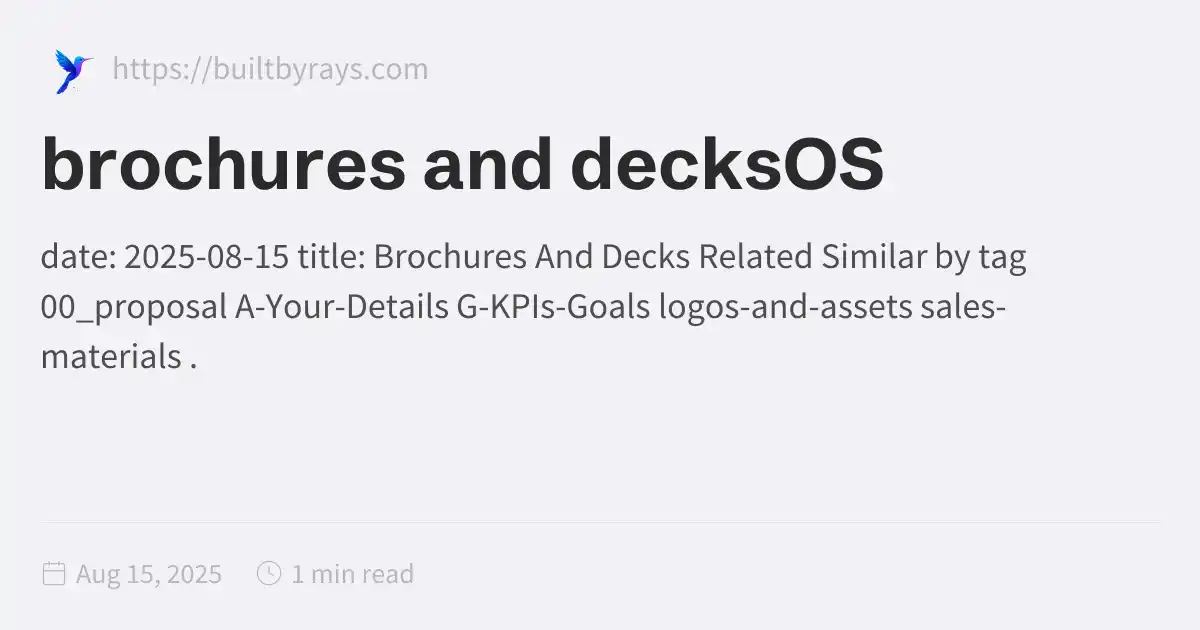 https://builtbyrays.com
brochures and decksOS
date: 2025-08-15 title: Brochures And Decks Related Similar by tag
00_proposal A-Your-Details G-KPIs-Goals logos-and-assets sales-
materials .
Aug 15, 2025 1 min read